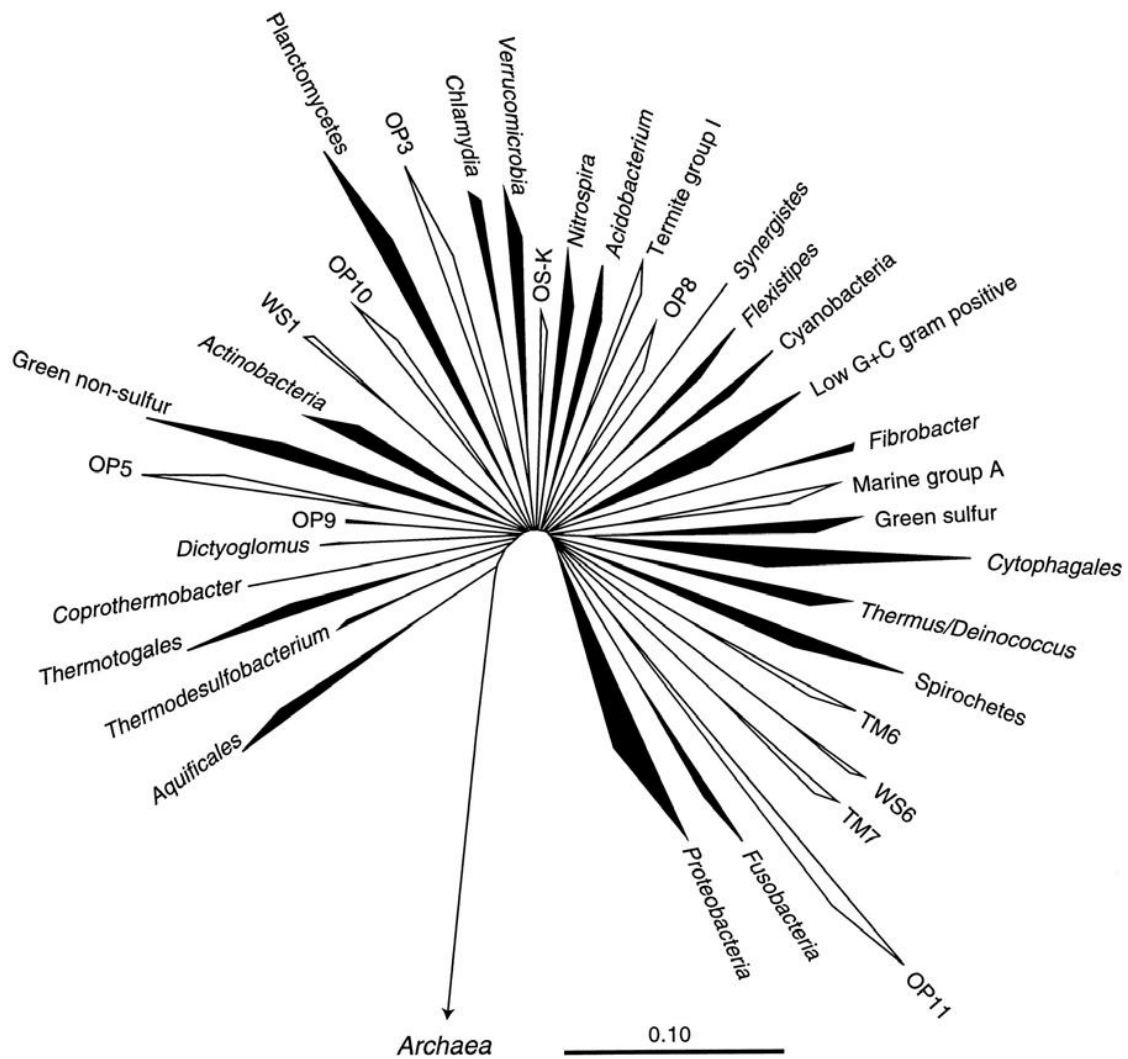 Planctomycetes
OP3
Chlamydia
Verrucomicrobia
OS-K
Nitrospira
Acidobacterium
Termite group I
OP8
Synergistes
Flexistipes
Cyanobacteria
Low G+C gram positive
Fibrobacter
Marine group A
Green sulfur
Cytophagales
Thermus/Deinococcus
Spirochetes
TM6
WS6
TM7
OP11
Fusobacteria
Proteobacteria
Archaea
0.10
Aquificales
Thermodesulfobacterium
Thermotogales
Coprothermobacter
Dictyoglomus
OP9
OP5
Green non-sulfur
Actinobacteria
WS1
OP10